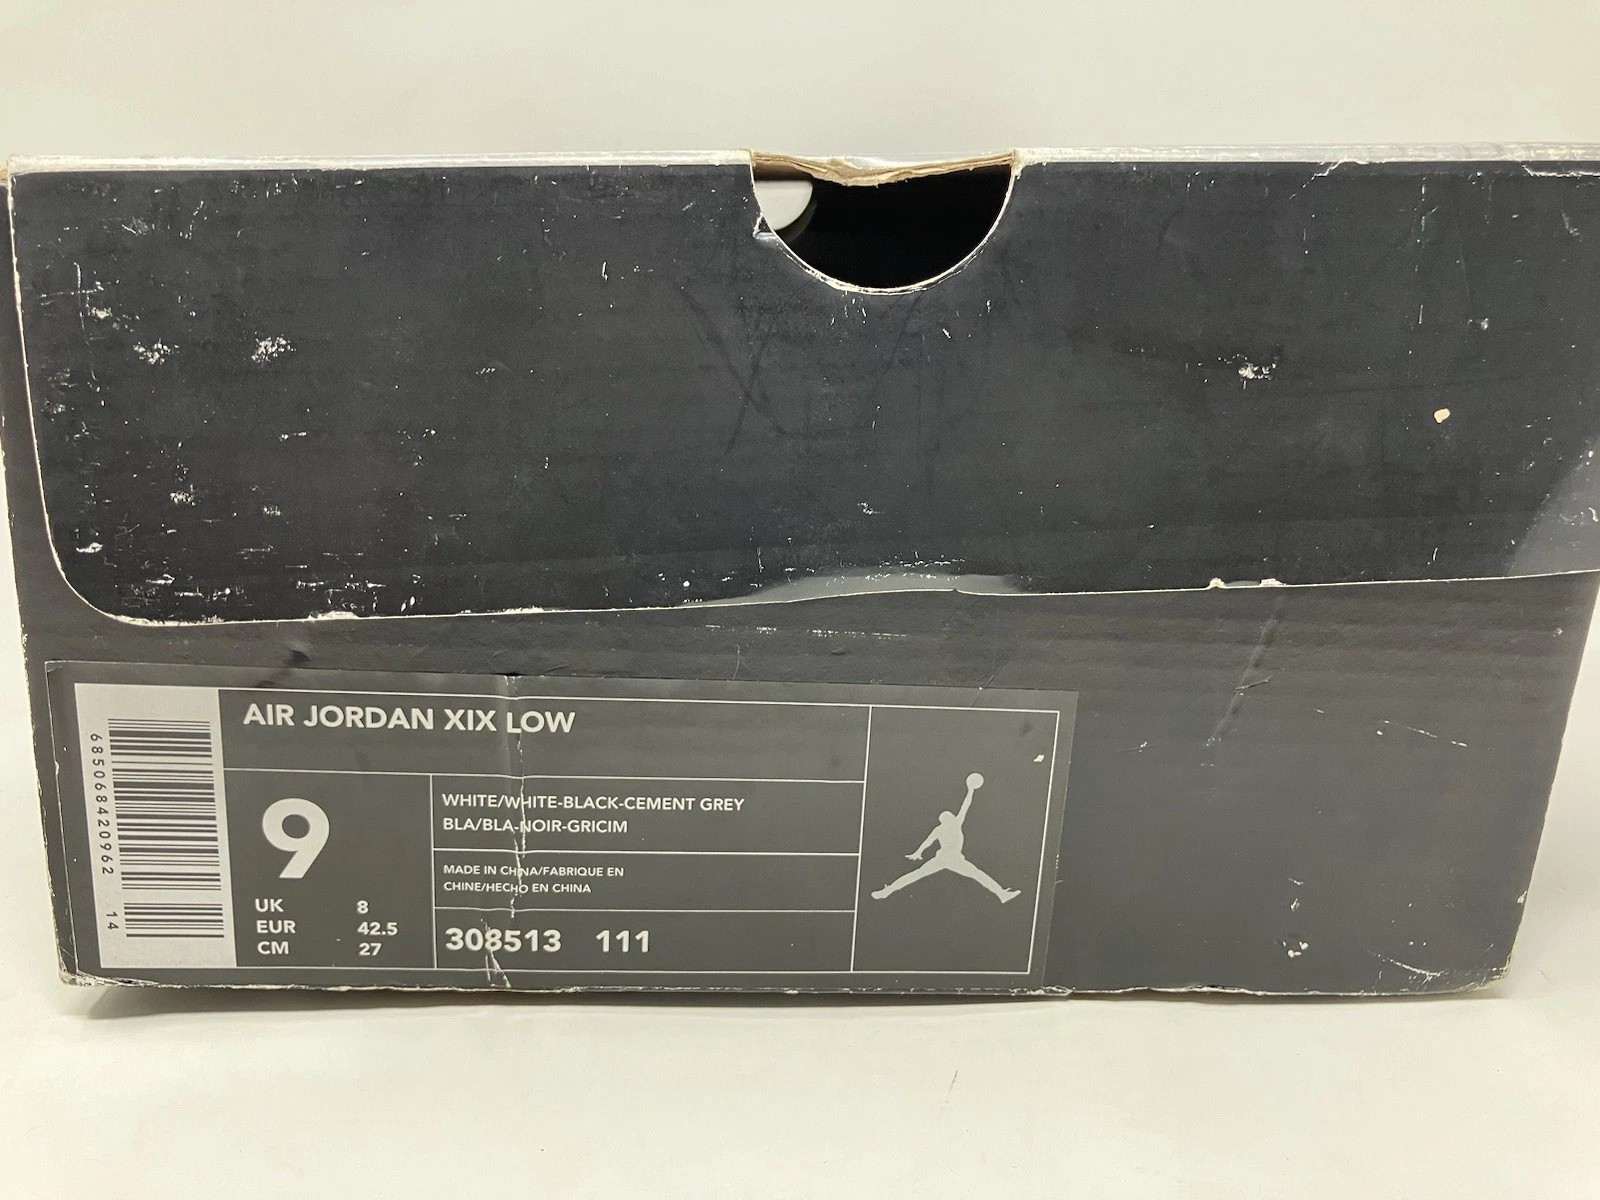 AIR JORDAN XIX LOW
685068420962 14
9
UK 8
EUR 42.5
CM 27
WHITE/WHITE-BLACK-CEMENT GREY
BLA/BLA-NOIR-GRICIM
MADE IN CHINA/FABRIQUE EN
CHINE/HECHO EN CHINA
308513 111